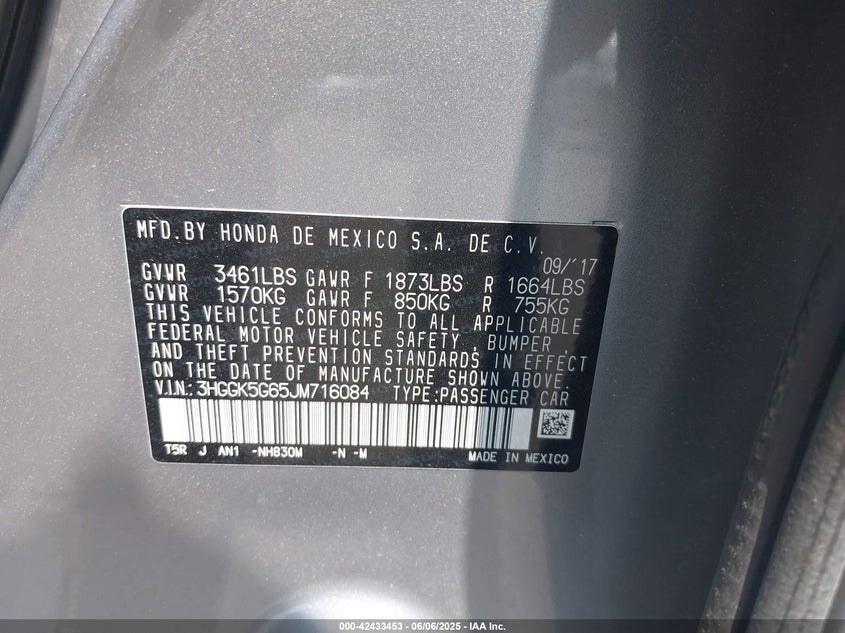 MFD.BY HONDA DE MEXICO S.A. DE C.V.
09/'17
GVWR 3461LBS GAWR F 1873LBS R 1664LBS
GVWR 1570KG GAWR F 850KG R 755KG
THIS VEHICLE CONFORMS TO ALL APPLICABLE
FEDERAL MOTOR VEHICLE SAFETY, BUMPER,
AND THEFT PREVENTION STANDARDS IN EFFECT
ON THE DATE OF MANUFACTURE SHOWN ABOVE.
V.I.N.: 3HGGK5G65JM716084 TYPE:PASSENGER CAR
T5R J AN1 -NH830M -N -M MADE IN MEXICO
000-42433453 - 06/06/2025 - IAA Inc.